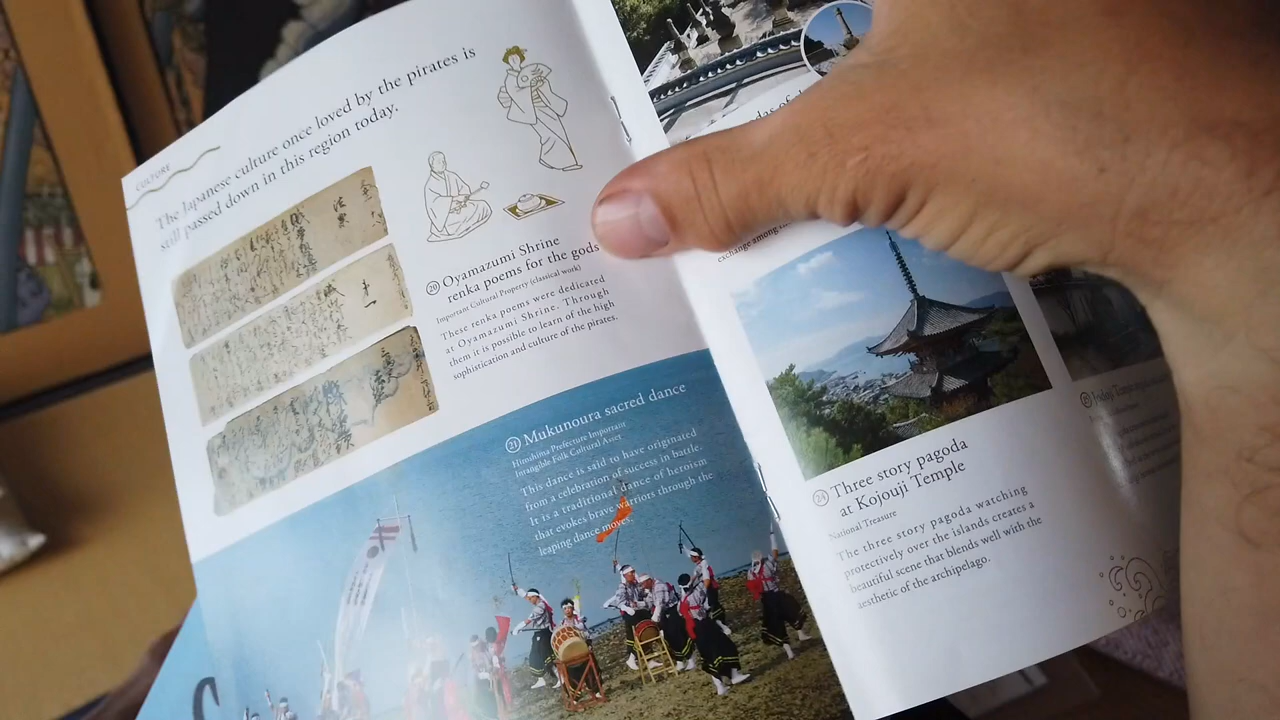 CULTURE
The Japanese culture once loved by the pirates is
still passed down in this region today.
⑳ Oyamazumi Shrine
renka poems for the gods
Important Cultural Property (classical work)
These renka poems were dedicated
at Oyamazumi Shrine. Through
them it is possible to learn of the high
sophistication and culture of the pirates.
㉑ Mukunoura sacred dance
Hiroshima Prefecture Important
Intangible Folk Cultural Asset
This dance is said to have originated
from a celebration of success in battle.
It is a traditional dance of heroism
that evokes brave warriors through the
leaping dance moves.
exchange among
㉔ Three story pagoda
at Kojouji Temple
National Treasure
The three story pagoda watching
protectively over the islands creates a
beautiful scene that blends well with the
aesthetic of the archipelago.